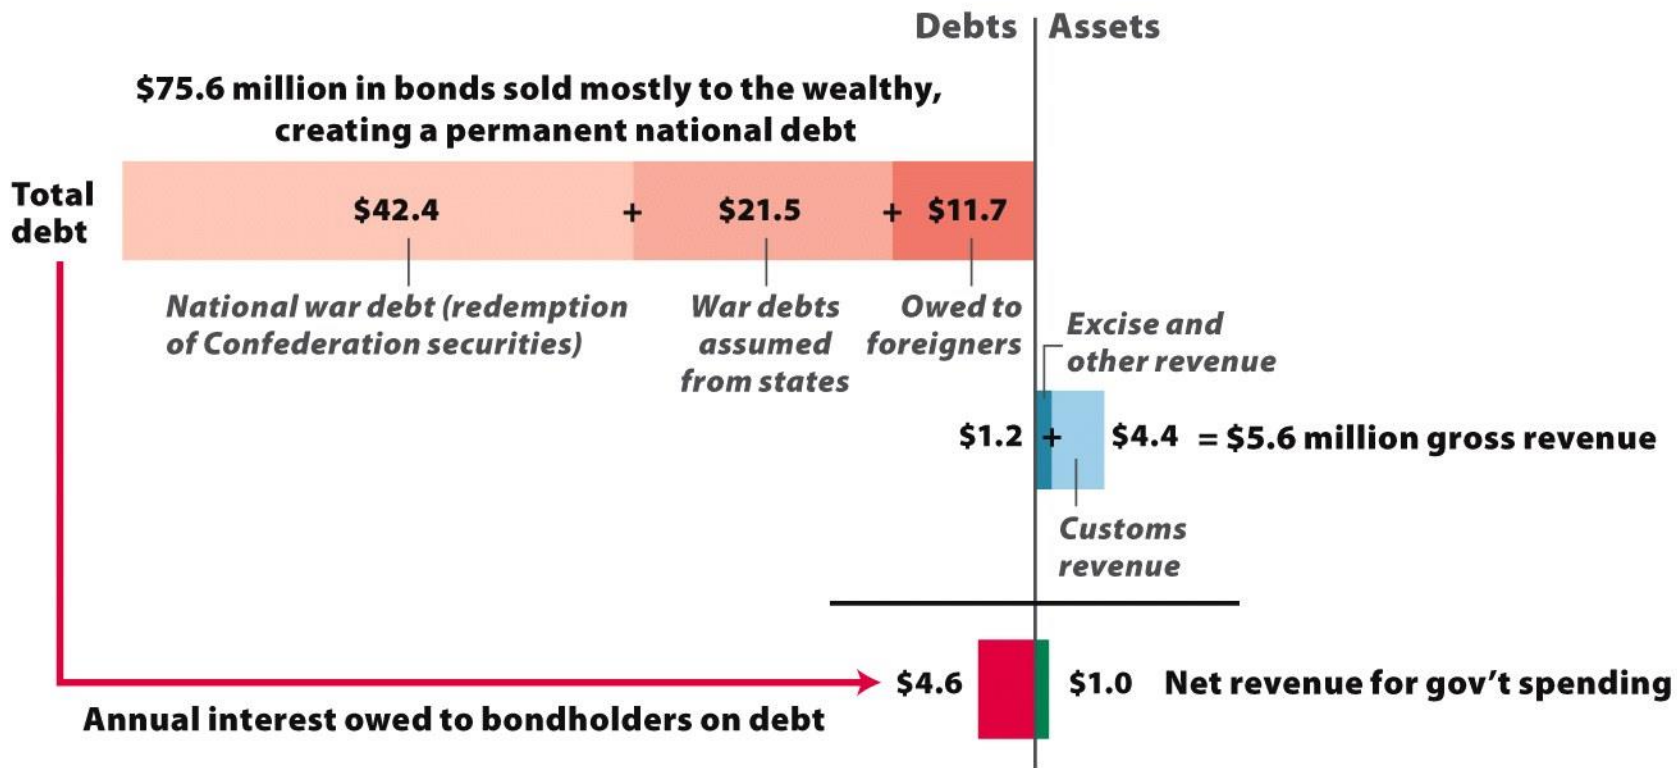 Debts Assets
$75.6 million in bonds sold mostly to the wealthy,
creating a permanent national debt
Total
debt
$42.4 + $21.5 + $11.7
National war debt (redemption
of Confederation securities)
War debts
assumed
from states
Owed to
foreigners
Excise and
other revenue
$1.2 + $4.4 = $5.6 million gross revenue
Customs
revenue
$4.6 $1.0 Net revenue for gov't spending
Annual interest owed to bondholders on debt